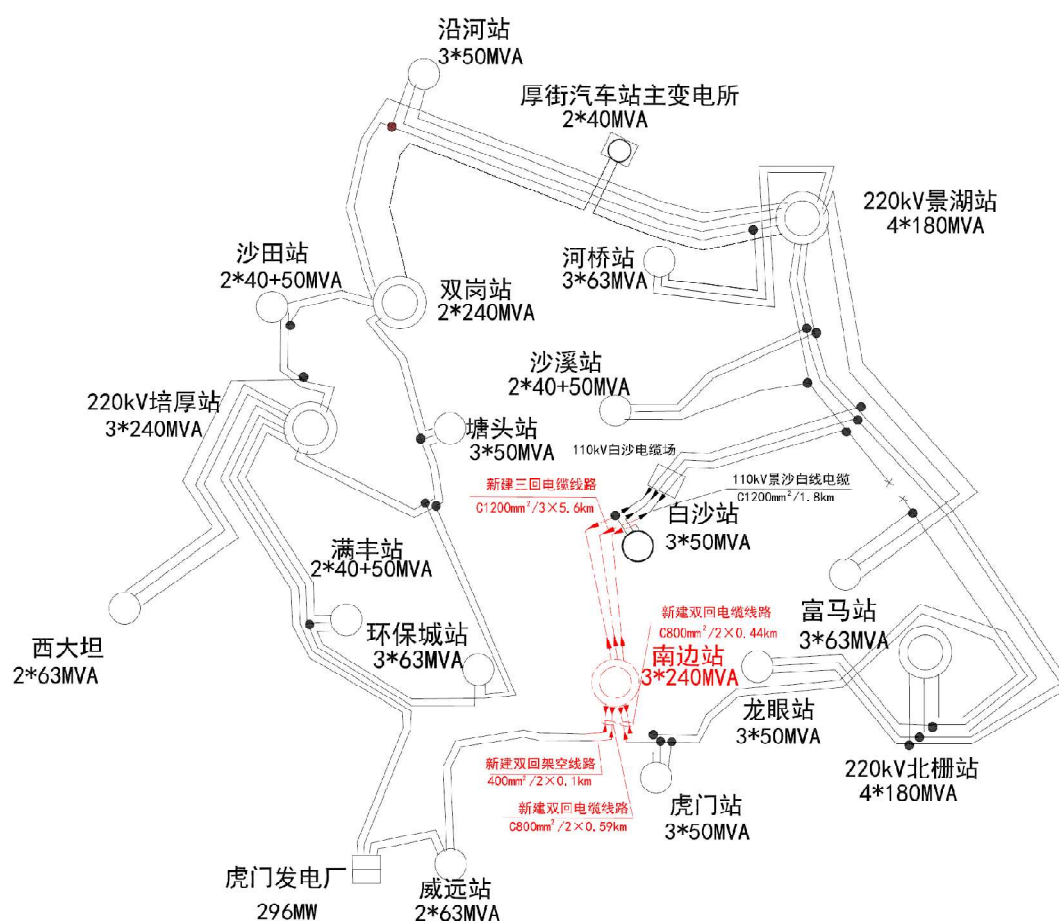 沿河站
3*50MVA
厚街汽车站主变电所
2*40MVA
220kV景湖站
4*180MVA
河桥站
3*63MVA
沙田站
2*40+50MVA
双岗站
2*240MVA
沙溪站
2*40+50MVA
220kV培厚站
3*240MVA
塘头站
3*50MVA
110kV白沙电缆场
新建三回电缆线路
C1200mm²/3×5.6km
110kV景沙白线电缆
C1200mm²/1.8km
白沙站
3*50MVA
满丰站
2*40+50MVA
富马站
3*63MVA
新建双回电缆线路
C800mm²/2×0.44km
西大坦
2*63MVA
环保城站
3*63MVA
南边站
3*240MVA
龙眼站
3*50MVA
新建双回架空线路
400mm²/2×0.1km
220kV北栅站
4*180MVA
新建双回电缆线路
C800mm²/2×0.59km
虎门站
3*50MVA
虎门发电厂
296MW
威远站
2*63MVA